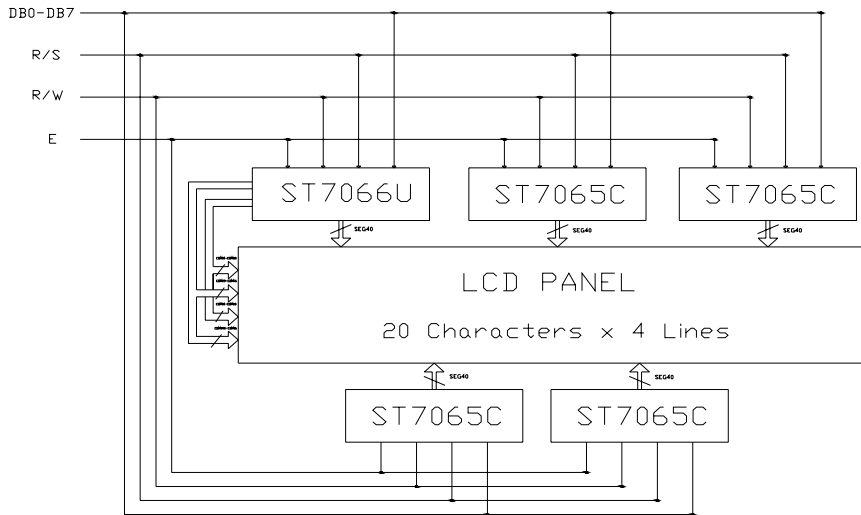 DB0-DB7
R/S
R/W
E
ST7066U
ST7065C
ST7065C
SEG40
SEG40
SEG40
LCD PANEL
20 Characters x 4 Lines
SEG40
SEG40
ST7065C
ST7065C